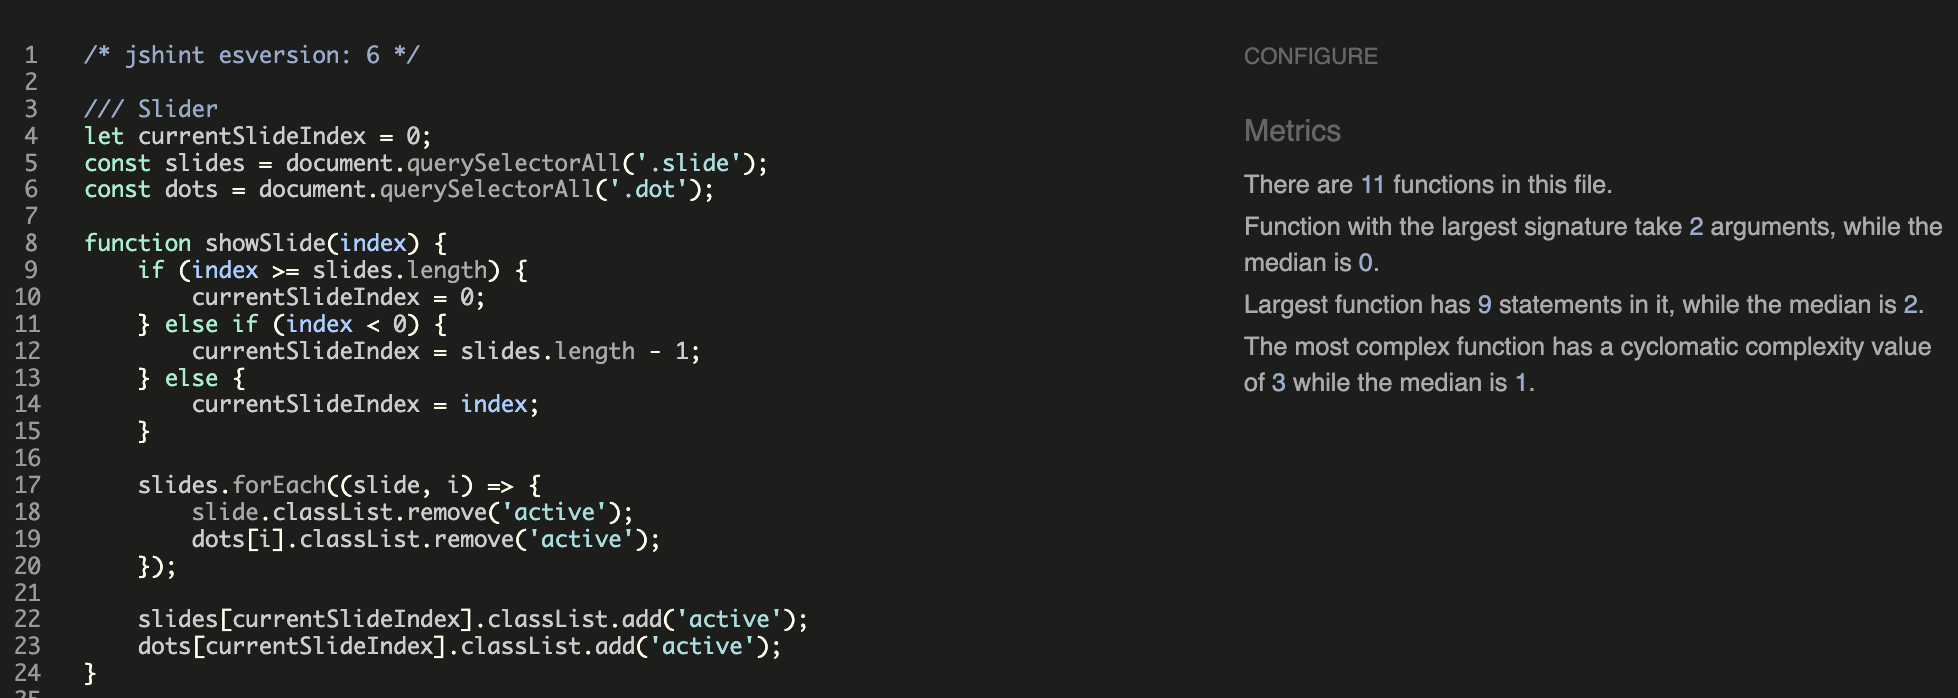 1 /* jshint esversion: 6 */
2
3 /// Slider
4 let currentSlideIndex = 0;
5 const slides = document.querySelectorAll('.slide');
6 const dots = document.querySelectorAll('.dot');
7
8 function showSlide(index) {
9     if (index >= slides.length) {
10         currentSlideIndex = 0;
11     } else if (index < 0) {
12         currentSlideIndex = slides.length - 1;
13     } else {
14         currentSlideIndex = index;
15     }
16
17     slides.forEach((slide, i) => {
18         slide.classList.remove('active');
19         dots[i].classList.remove('active');
20     });
21
22     slides[currentSlideIndex].classList.add('active');
23     dots[currentSlideIndex].classList.add('active');
24 }
CONFIGURE
Metrics
There are 11 functions in this file.
Function with the largest signature take 2 arguments, while the
median is 0.
Largest function has 9 statements in it, while the median is 2.
The most complex function has a cyclomatic complexity value
of 3 while the median is 1.